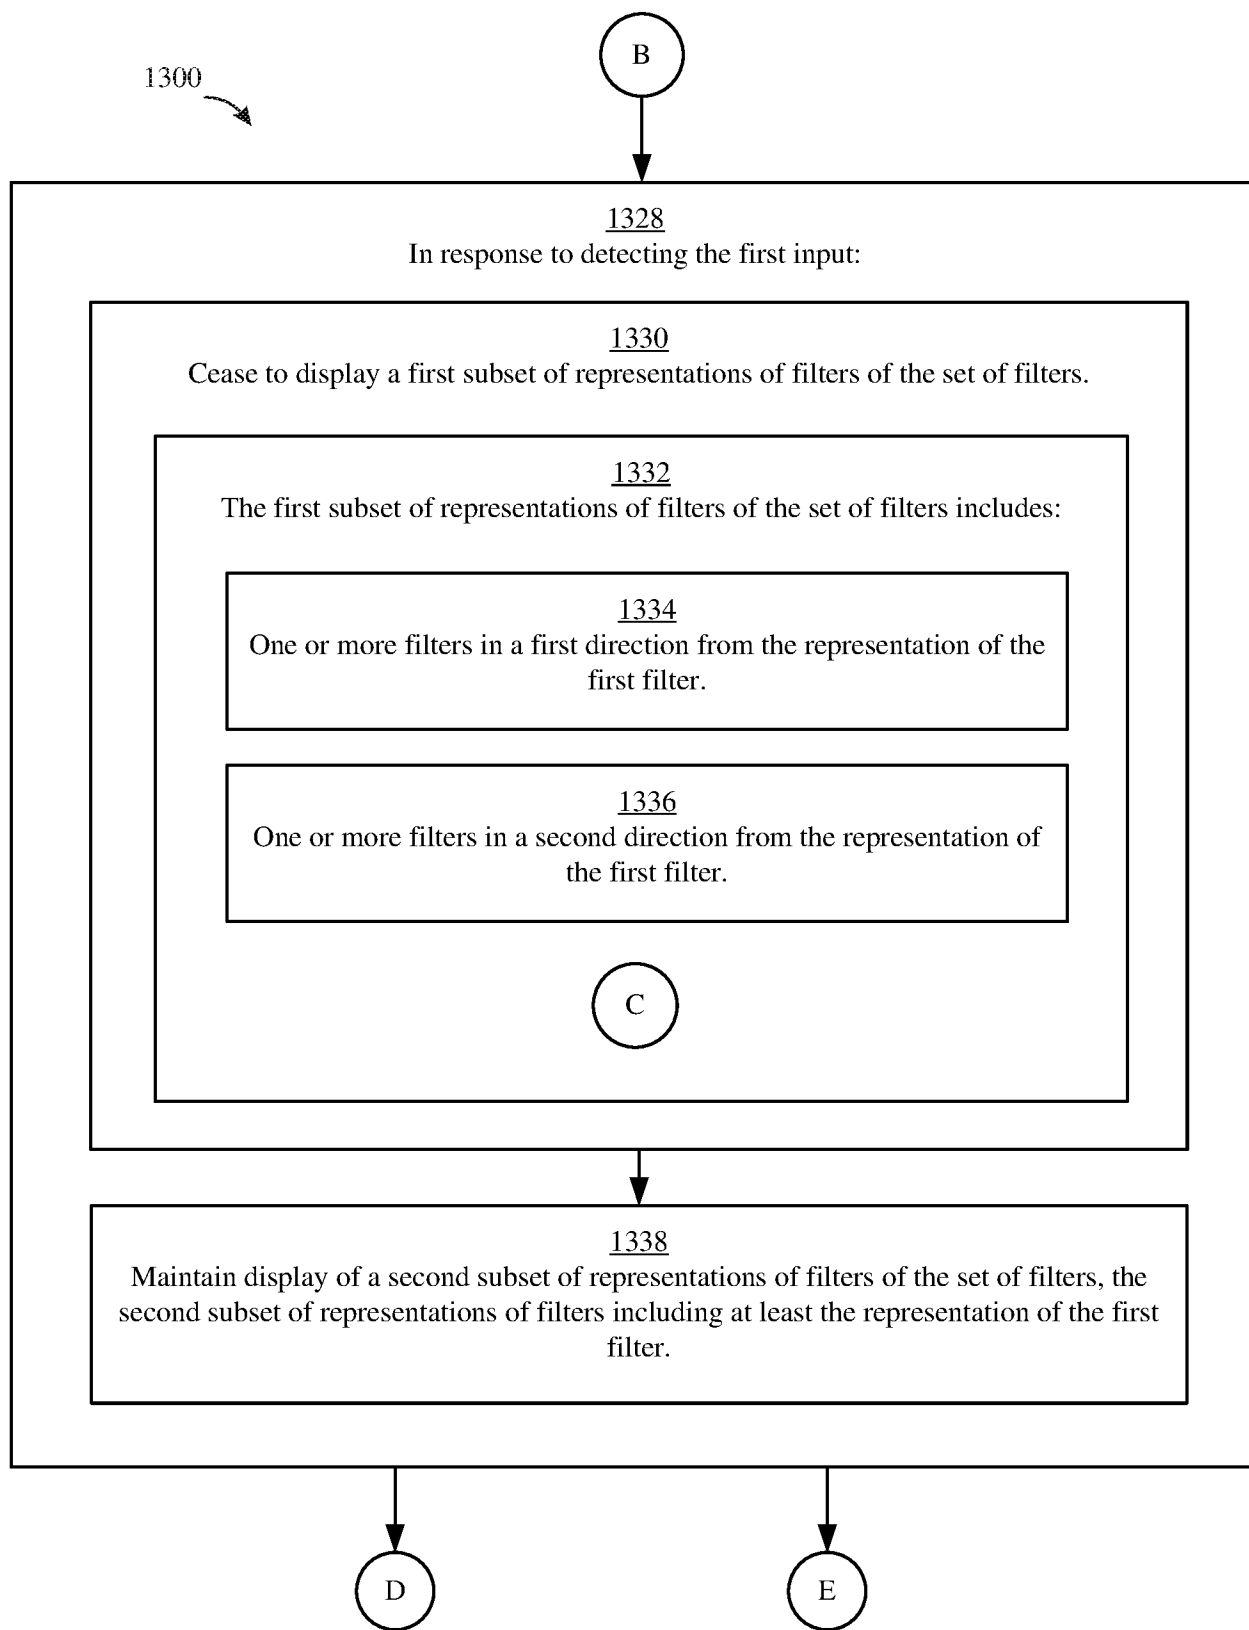 B
1300
1328
In response to detecting the first input:
1330
Cease to display a first subset of representations of filters of the set of filters.
1332
The first subset of representations of filters of the set of filters includes:
1334
One or more filters in a first direction from the representation of the
first filter.
1336
One or more filters in a second direction from the representation of
the first filter.
C
1338
Maintain display of a second subset of representations of filters of the set of filters, the
second subset of representations of filters including at least the representation of the first
filter.
D
E